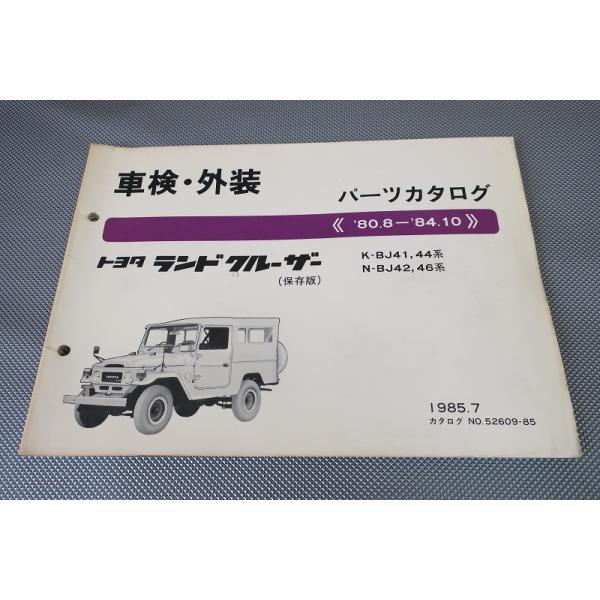 車検・外装
パーツカタログ
《 '80.8－'84.10 》
トヨタ ランドクルーザー
(保存版)
K-BJ41,44系
N-BJ42,46系
TOYOTA
1985.7
カタログ NO.52609-85